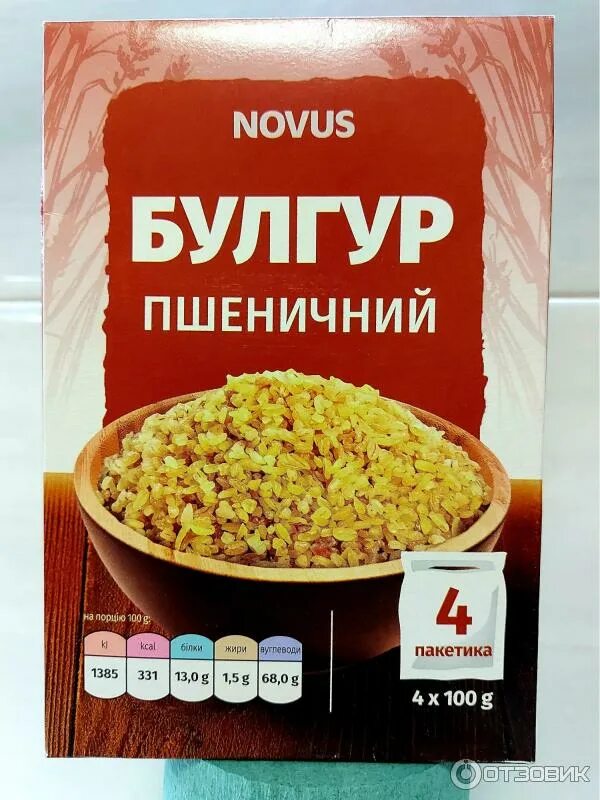 NOVUS
БУЛГУР
ПШЕНИЧНИЙ
на порцію 100 g:
kJ kcal білки жири вуглеводи
1385 331 13,0 g 1,5 g 68,0 g
4
пакетика
4 x 100 g
ОТЗОВИК